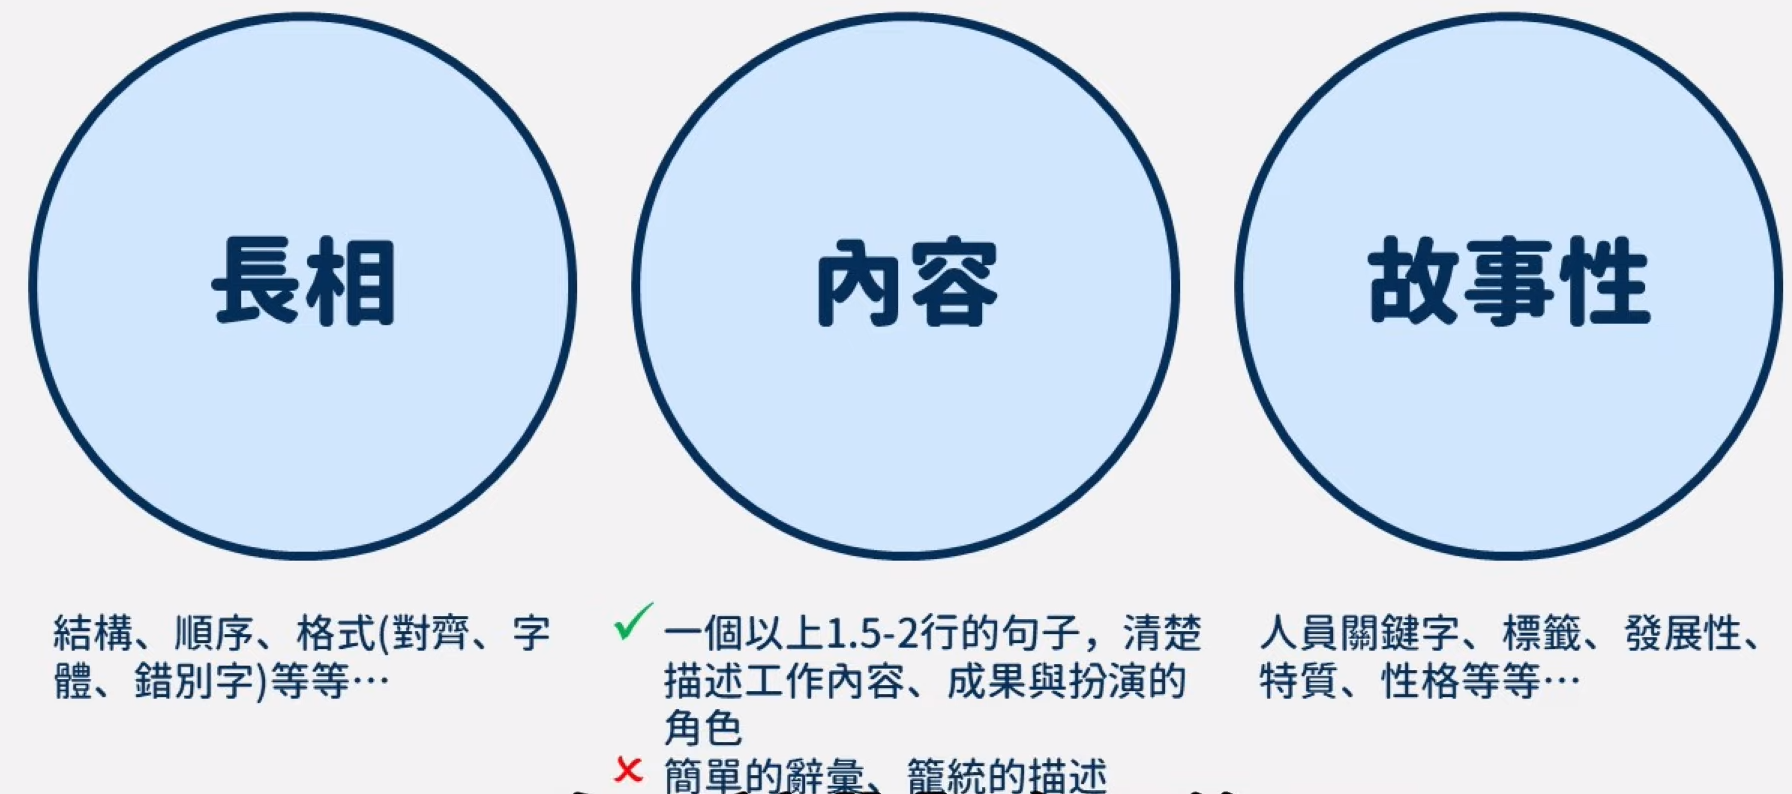 長相
內容
故事性
結構、順序、格式(對齊、字
體、錯別字)等等…
一個以上1.5-2行的句子，清楚
描述工作內容、成果與扮演的
角色
簡單的辭彙、籠統的描述
人員關鍵字、標籤、發展性、
特質、性格等等…